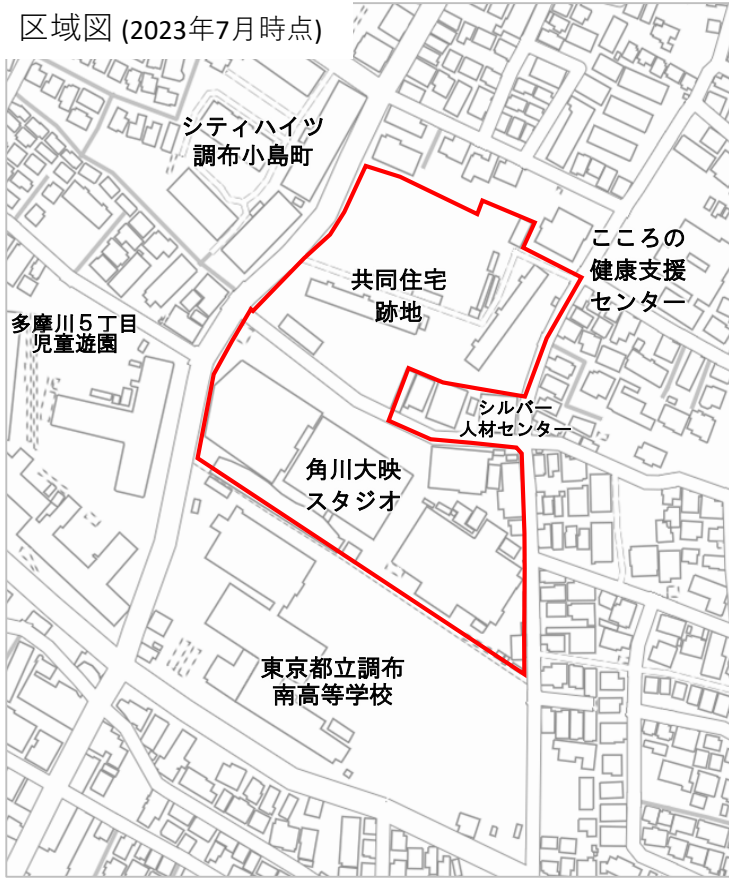 区域図 (2023年7月時点)
シティハイツ
調布小島町
こころの
健康支援
センター
共同住宅
跡地
多摩川５丁目
児童遊園
シルバー
人材センター
角川大映
スタジオ
東京都立調布
南高等学校